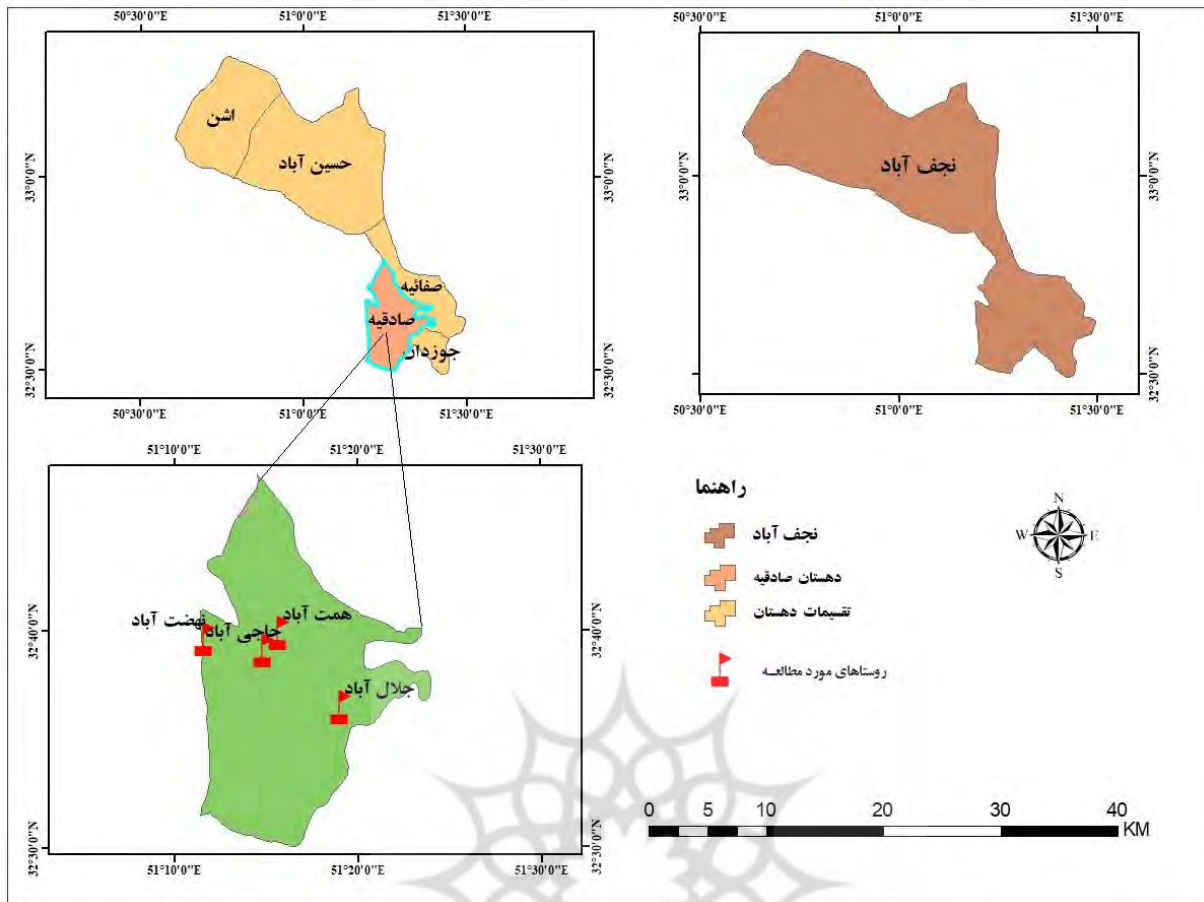 50°30'0"E 51°0'0"E 51°30'0"E
33°0'0"N
32°30'0"N
اشن
حسین آباد
صفائیه
صادقیه
جوزدان
33°0'0"N
32°30'0"N
50°30'0"E 51°0'0"E 51°30'0"E
50°30'0"E 51°0'0"E 51°30'0"E
33°0'0"N
32°30'0"N
نجف آباد
33°0'0"N
32°30'0"N
50°30'0"E 51°0'0"E 51°30'0"E
51°10'0"E 51°20'0"E 51°30'0"E
32°40'0"N
32°30'0"N
همت آباد
حاجی آباد
نهضت آباد
جلال آباد
32°40'0"N
32°30'0"N
51°10'0"E 51°20'0"E 51°30'0"E
راهنما
نجف آباد
دهستان صادقیه
تقسیمات دهستان
روستاهای مورد مطالعه
N
W E
S
0 5 10 20 30 40
KM